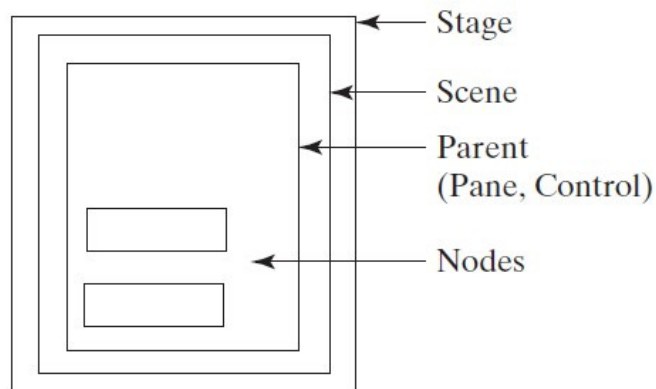 Stage
Scene
Parent
(Pane, Control)
Nodes